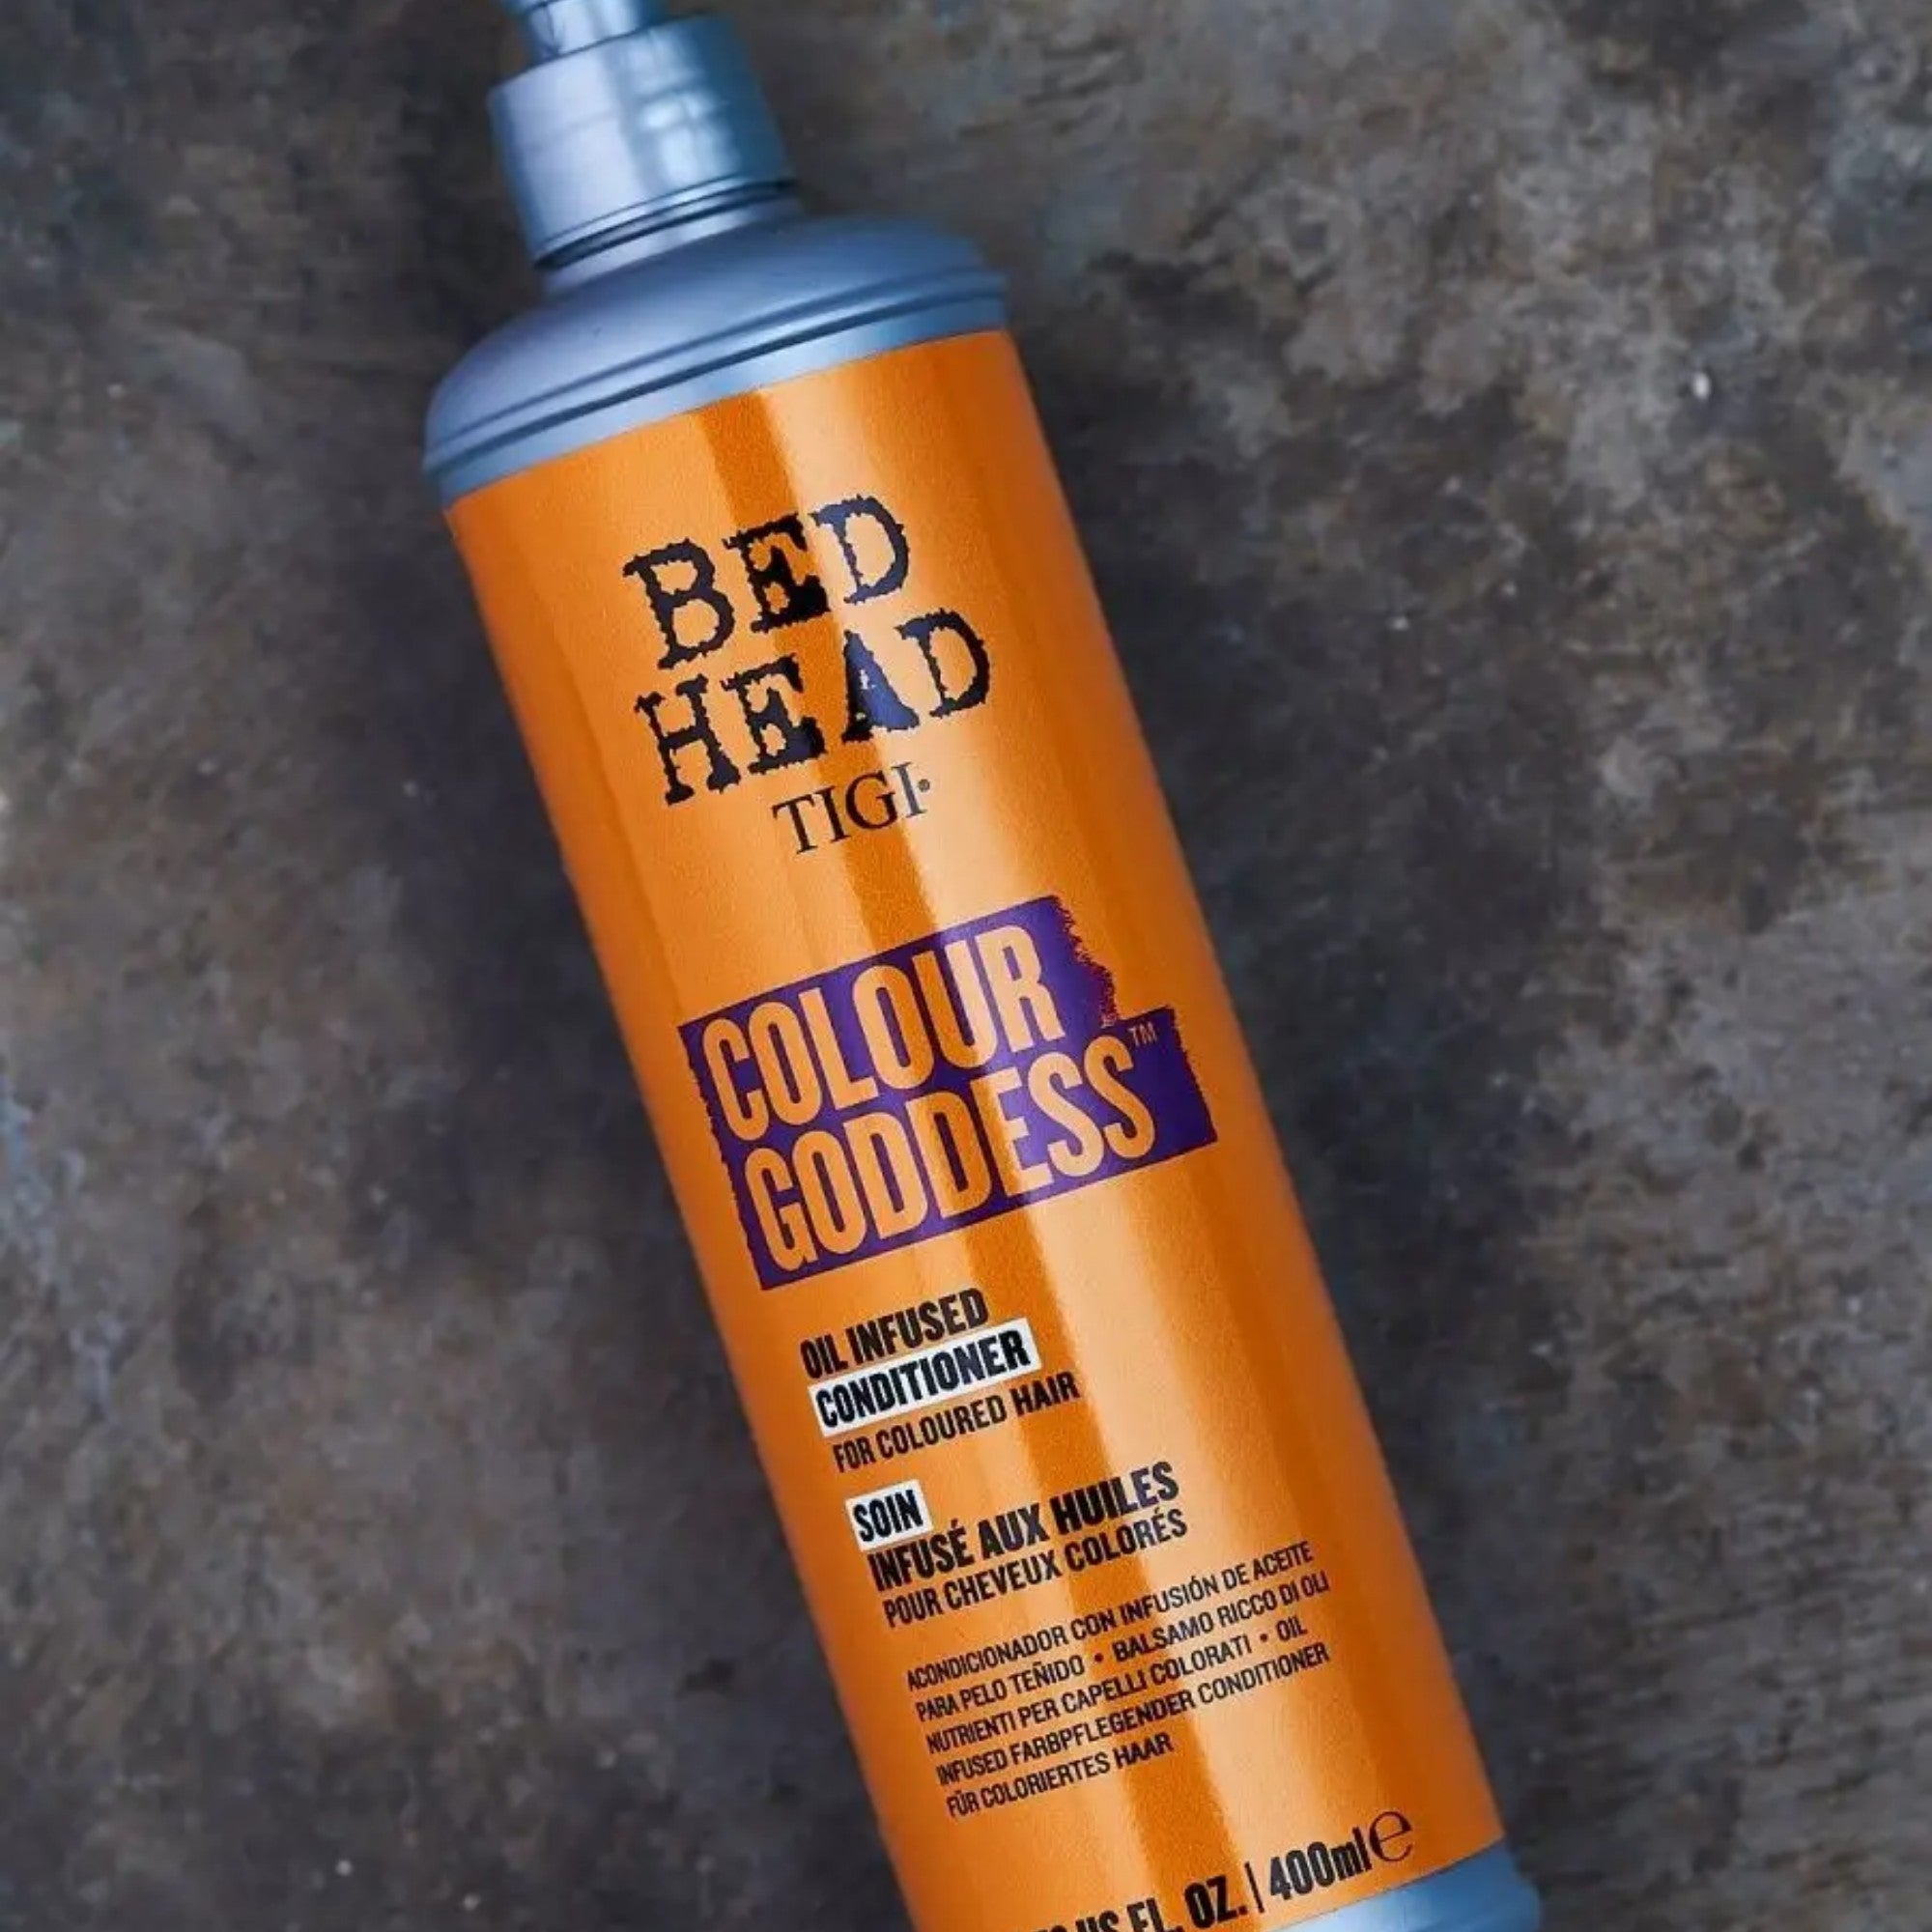 BED
HEAD
TIGI
COLOUR
GODDESS™
OIL INFUSED
CONDITIONER
FOR COLOURED HAIR
SOIN
INFUSÉ AUX HUILES
POUR CHEVEUX COLORÉS
ACONDICIONADOR CON INFUSIÓN DE ACEITE
PARA PELO TEÑIDO • BALSAMO RICCO DI OLI
NUTRIENTI PER CAPELLI COLORATI • OIL
INFUSED FARBPFLEGENDER CONDITIONER
FÜR COLORIERTES HAAR
US FL. OZ. | 400ml ℮